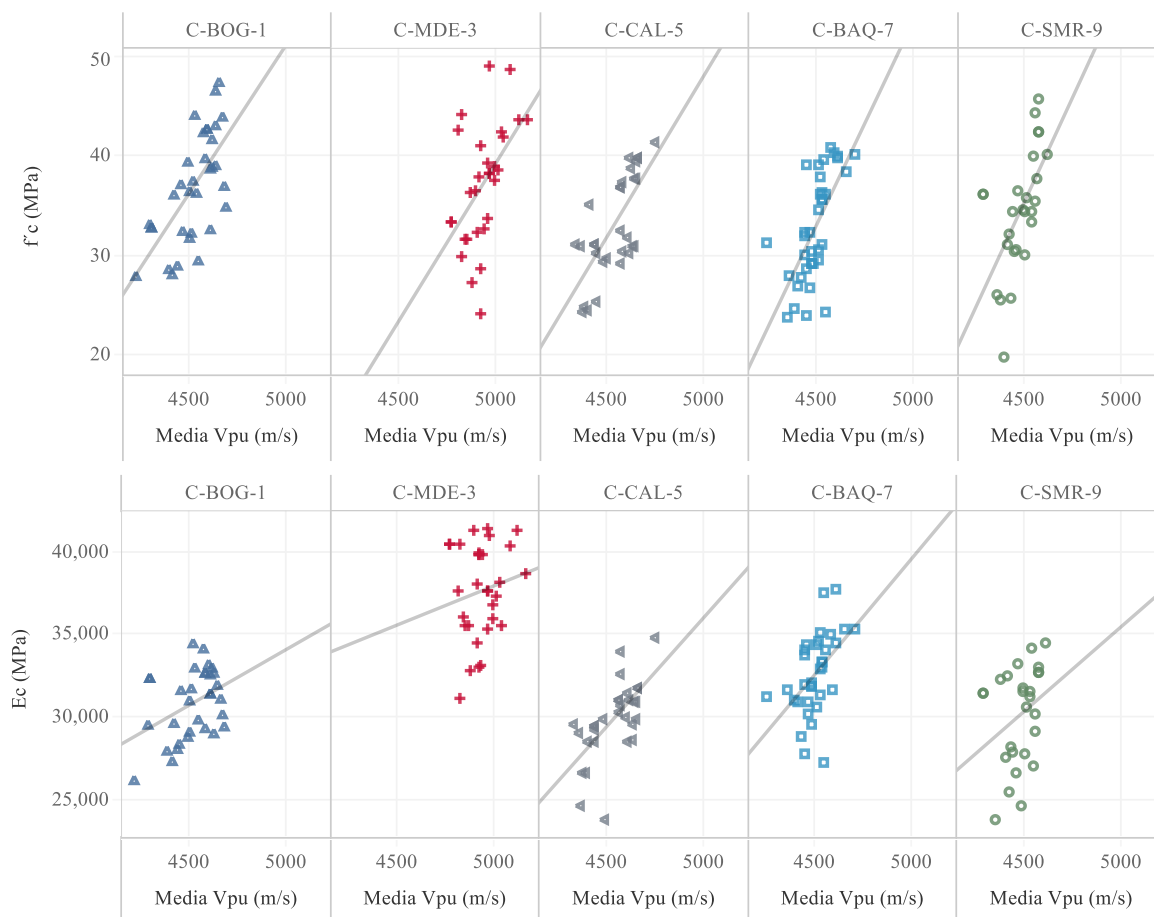 C-BOG-1 C-MDE-3 C-CAL-5 C-BAQ-7 C-SMR-9
50
40
30
20
f'c (MPa)
4500 5000 4500 5000 4500 5000 4500 5000 4500 5000
Media Vpu (m/s) Media Vpu (m/s) Media Vpu (m/s) Media Vpu (m/s) Media Vpu (m/s)
C-BOG-1 C-MDE-3 C-CAL-5 C-BAQ-7 C-SMR-9
40,000
35,000
30,000
25,000
Ec (MPa)
4500 5000 4500 5000 4500 5000 4500 5000 4500 5000
Media Vpu (m/s) Media Vpu (m/s) Media Vpu (m/s) Media Vpu (m/s) Media Vpu (m/s)